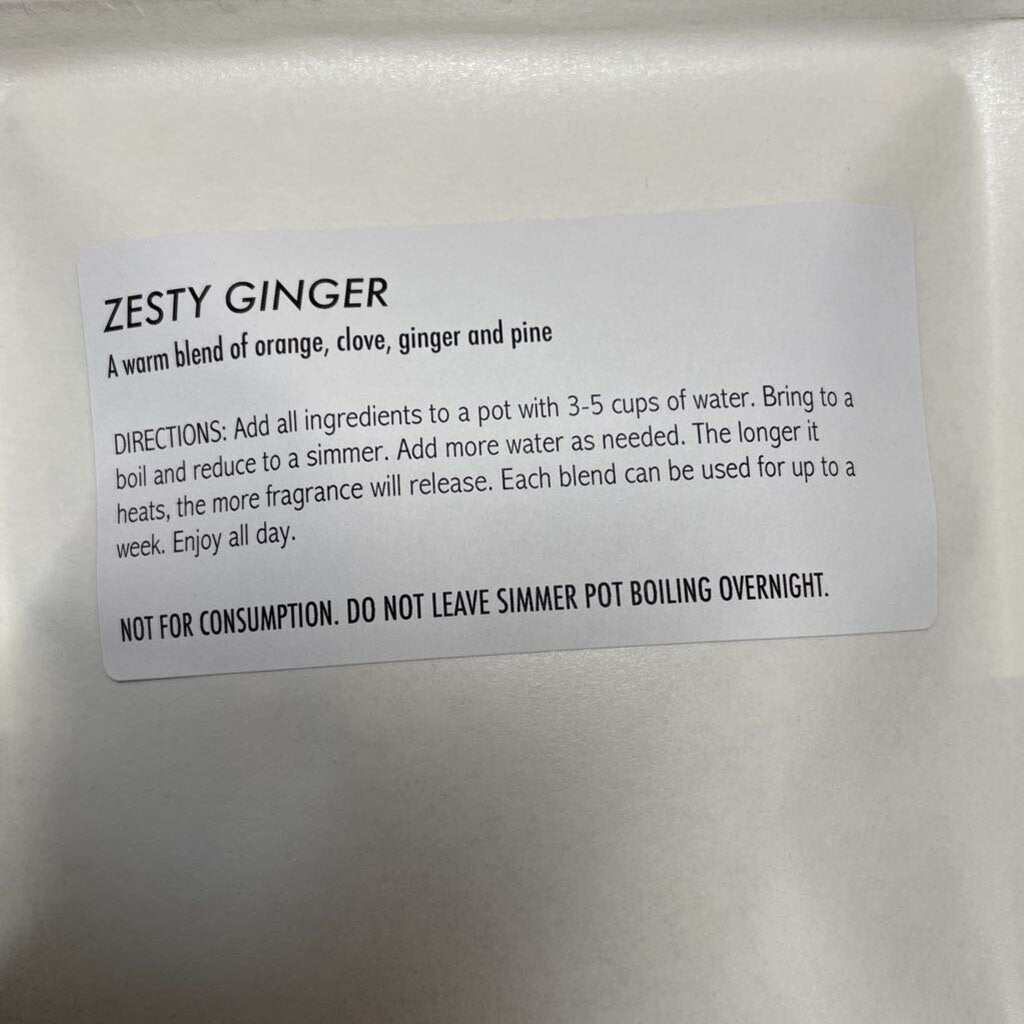 ZESTY GINGER
A warm blend of orange, clove, ginger and pine
DIRECTIONS: Add all ingredients to a pot with 3-5 cups of water. Bring to a
boil and reduce to a simmer. Add more water as needed. The longer it
heats, the more fragrance will release. Each blend can be used for up to a
week. Enjoy all day.
NOT FOR CONSUMPTION. DO NOT LEAVE SIMMER POT BOILING OVERNIGHT.